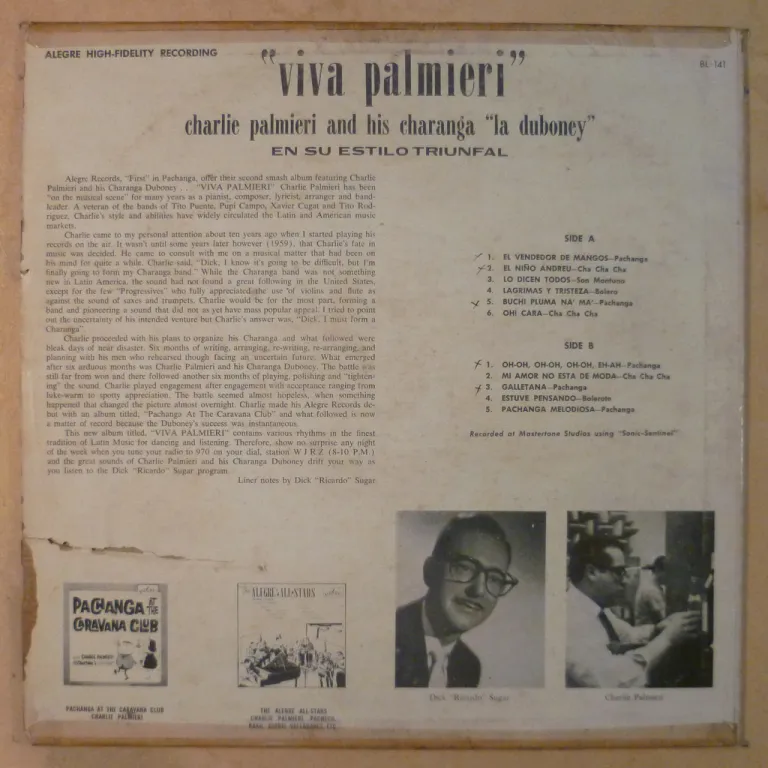 ALEGRE HIGH-FIDELITY RECORDING
BL-141
"viva palmieri"
charlie palmieri and his charanga "la duboney"
EN SU ESTILO TRIUNFAL
Alegre Records, "First" in Pachanga, offer their second smash album featuring Charlie
Palmieri and his Charanga Duboney . . . "VIVA PALMIERI" Charlie Palmieri has been
"on the musical scene" for many years as a pianist, composer, lyricist, arranger and band-
leader. A veteran of the bands of Tito Puente, Pupi Campo, Xavier Cugat and Tito Rod-
riguez, Charlie's style and abilities have widely circulated the Latin and American music
markets.
Charlie came to my personal attention about ten years ago when I started playing his
records on the air. It wasn't until some years later however (1959), that Charlie's fate in
music was decided. He came to consult with me on a musical matter that had been on
his mind for quite a while. Charlie said, "Dick, I know it's going to be difficult, but I'm
finally going to form my Charanga band." While the Charanga band was not something
new in Latin America, the sound had not found a great following in the United States,
except for the few "Progressives" who fully appreciated the use of violins and flute as
against the sound of saxes and trumpets. Charlie would be for the most part, forming a
band and pioneering a sound that did not as yet have mass popular appeal. I tried to point
out the uncertainty of his intended venture but Charlie's answer was, "Dick, I must form a
Charanga".
Charlie proceeded with his plans to organize his Charanga and what followed were
bleak days of near disaster. Six months of writing, arranging, re-writing, re-arranging, and
planning with men who rehearsed though facing an uncertain future. What emerged
after six arduous months was Charlie Palmieri and his Charanga Duboney. The battle was
still far from won and there followed another six months of playing, polishing and "tighten-
ing" the sound. Charlie played engagement after engagement with acceptance ranging from
luke-warm to spotty appreciation. The battle seemed almost hopeless, when something
happened that changed the picture almost overnight. Charlie made his Alegre Records de-
but with an album titled, "Pachanga At The Caravana Club" and what followed is now
a matter of record because the Duboney's success was instantaneous.
This new album titled, "VIVA PALMIERI" contains various rhythms in the finest
tradition of Latin Music for dancing and listening. Therefore, show no surprise any night
of the week when you tune your radio to 970 on your dial, station W J R Z (8-10 P.M.)
and the great sounds of Charlie Palmieri and his Charanga Duboney drift your way as
you listen to the Dick "Ricardo" Sugar program.
Liner notes by Dick "Ricardo" Sugar
SIDE A
1. EL VENDEDOR DE MANGOS—Pachanga
2. EL NIÑO ANDREU—Cha Cha Cha
3. LO DICEN TODOS—Son Montuno
4. LAGRIMAS Y TRISTEZA—Bolero
5. BUCHI PLUMA NA' MA'—Pachanga
6. OHI CABA—Cha Cha Cha
SIDE B
1. OH-OH, OH-OH, OH-OH, EH-AH—Pachanga
2. MI AMOR NO ESTA DE MODA—Cha Cha Cha
3. GALLETANA—Pachanga
4. ESTUVE PENSANDO—Bolerote
5. PACHANGA MELODIOSA—Pachanga
Recorded at Mastertone Studios using "Sonic-Sentinel"
PACHANGA AT THE CARAVANA CLUB
ALEGRE ALL-STARS
Dick "Ricardo" Sugar
Charlie Palmieri
PACHANGA AT THE CARAVANA CLUB
CHARLIE PALMIERI
THE ALEGRE ALL-STARS
CHARLIE PALMIERI PACHECO,